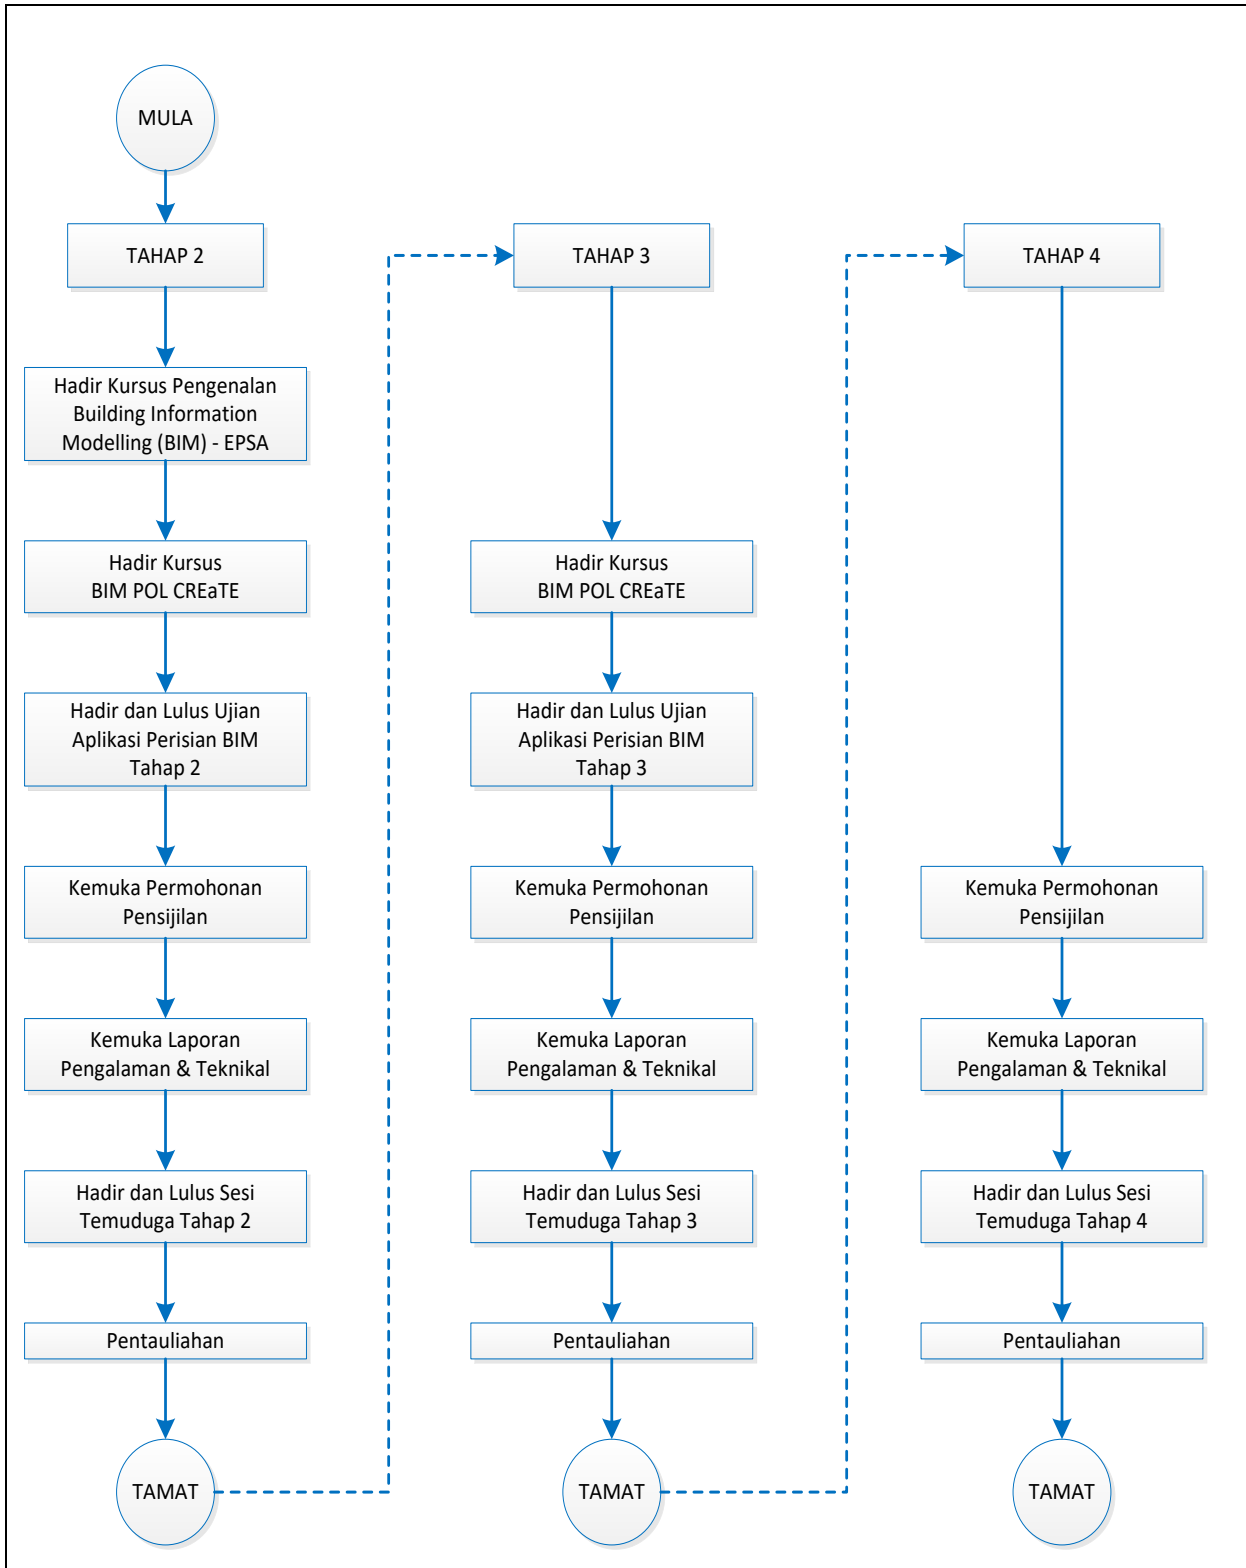 MULA
TAHAP 2
Hadir Kursus Pengenalan
Building Information
Modelling (BIM) - EPSA
Hadir Kursus
BIM POL CREaTE
Hadir dan Lulus Ujian
Aplikasi Perisian BIM
Tahap 2
Kemuka Permohonan
Pensijilan
Kemuka Laporan
Pengalaman & Teknikal
Hadir dan Lulus Sesi
Temuduga Tahap 2
Pentauliahan
TAMAT
TAHAP 3
Hadir Kursus
BIM POL CREaTE
Hadir dan Lulus Ujian
Aplikasi Perisian BIM
Tahap 3
Kemuka Permohonan
Pensijilan
Kemuka Laporan
Pengalaman & Teknikal
Hadir dan Lulus Sesi
Temuduga Tahap 3
Pentauliahan
TAMAT
TAHAP 4
Kemuka Permohonan
Pensijilan
Kemuka Laporan
Pengalaman & Teknikal
Hadir dan Lulus Sesi
Temuduga Tahap 4
Pentauliahan
TAMAT